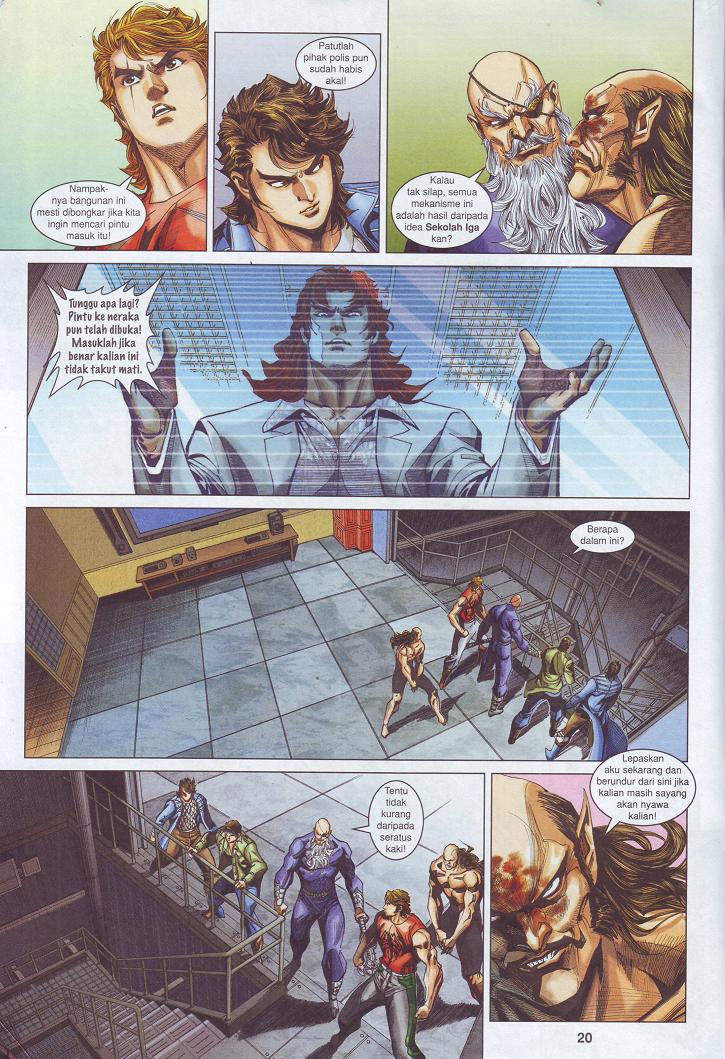 Nampak-
nya bangunan ini
mesti dibongkar jika kita
ingin mencari pintu
masuk itu!
Patutlah
pihak polis pun
sudah habis
akal!
Kalau
tak silap, semua
mekanisme ini
adalah hasil daripada
idea Sekolah Iga
kan?
Tunggu apa lagi?
Pintu ke neraka
pun telah dibuka!
Masuklah jika
benar kalian ini
tidak takut mati.
Berapa
dalam ini?
Tentu
tidak
kurang
daripada
seratus
kaki!
Lepaskan
aku sekarang dan
berundur dari sini jika
kalian masih sayang
akan nyawa
kalian!
20